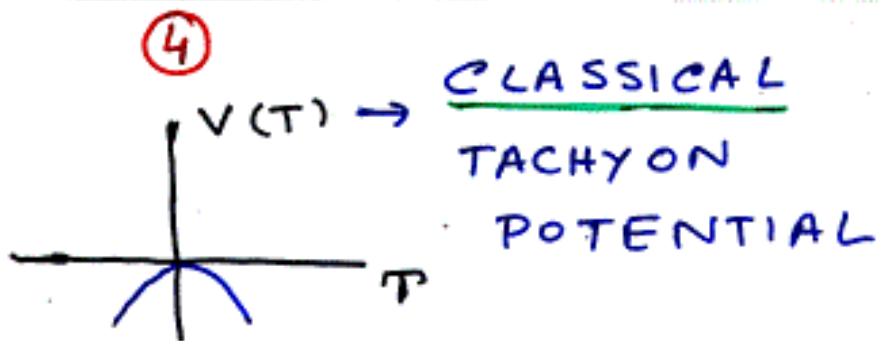 4
V(T) → CLASSICAL
TACHYON
POTENTIAL
T